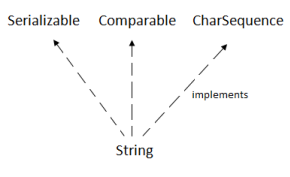 Serializable Comparable CharSequence
implements
String